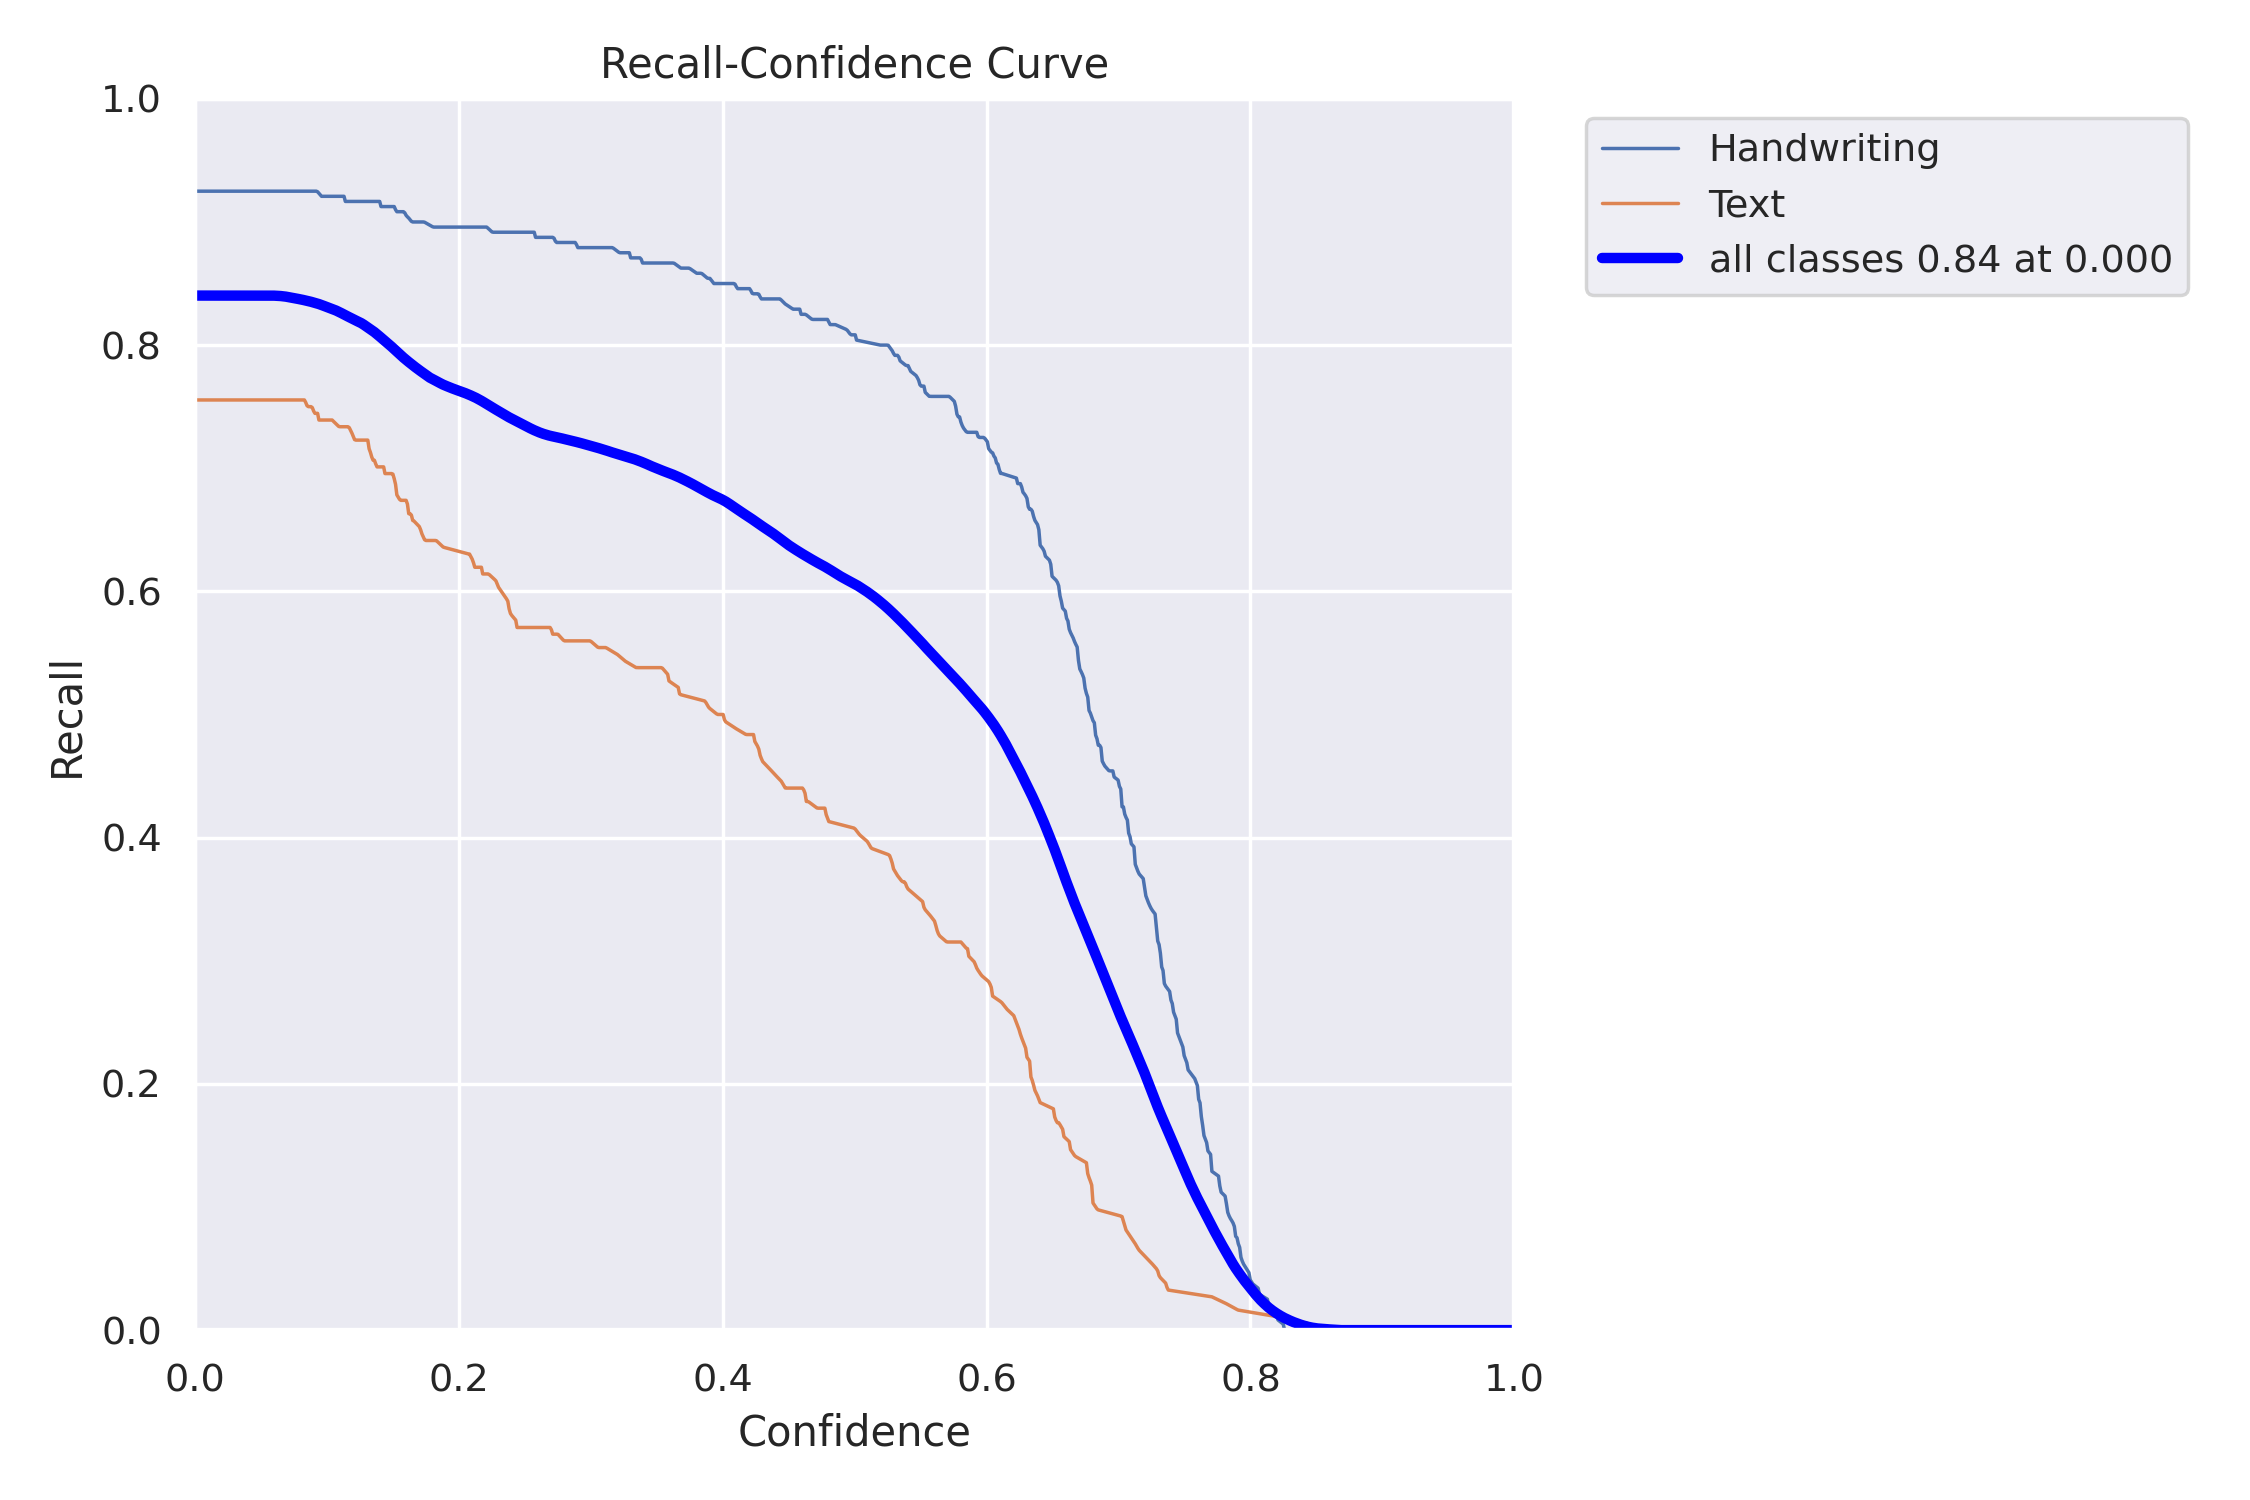 Recall-Confidence Curve
1.0
0.8
0.6
0.4
0.2
0.0
Recall
0.0 0.2 0.4 0.6 0.8 1.0
Confidence
Handwriting
Text
all classes 0.84 at 0.000